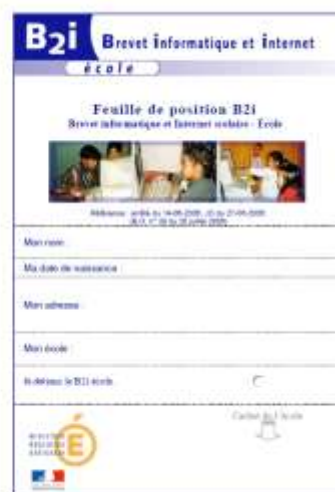 B2i Brevet informatique et internet
école
Feuille de position B2i
Brevet informatique et Internet scolaire - Ecole
Mon nom
Ma date de naissance
Mon adresse
Mon école
Je détiens le B2i école
Cachet de l'école